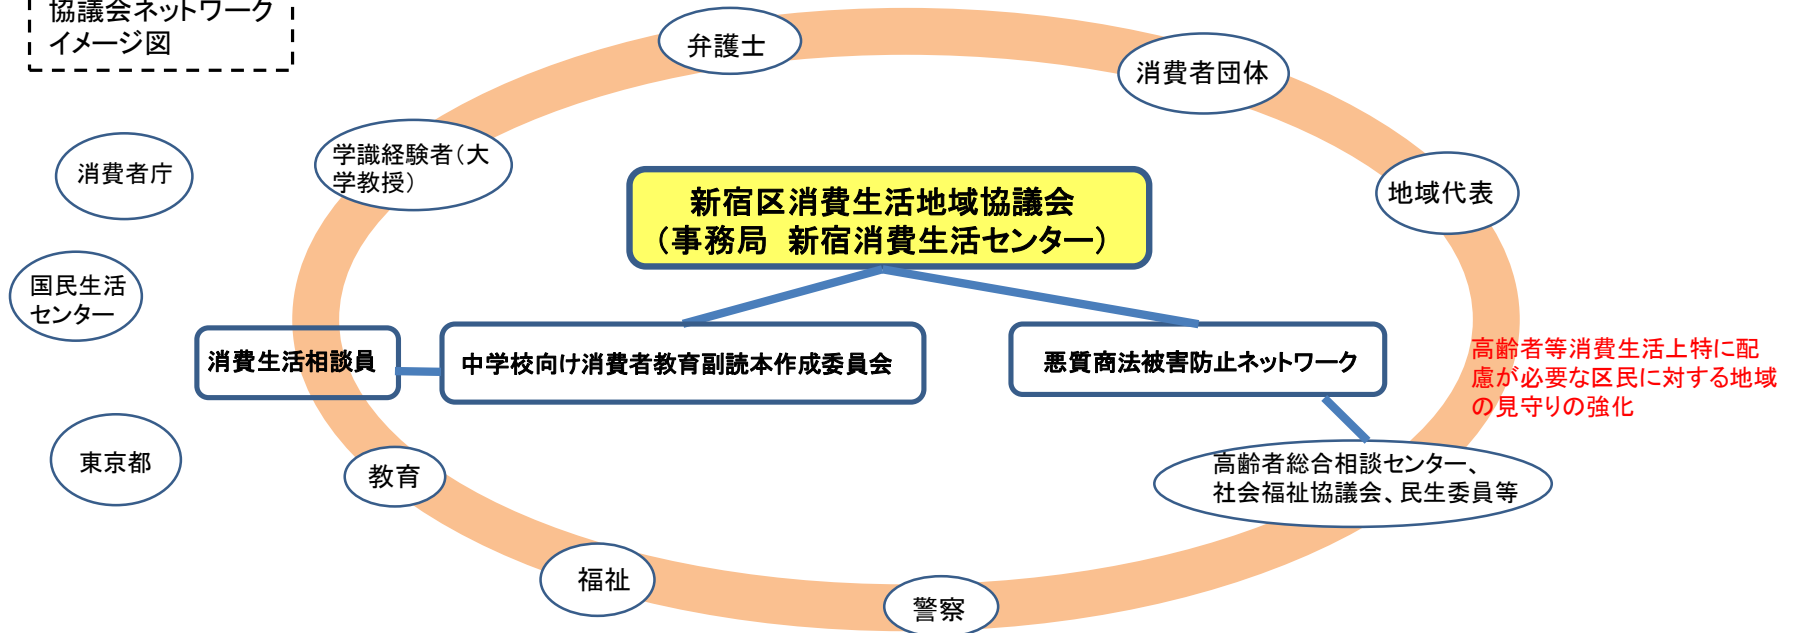 協議会ネットワーク
イメージ図
弁護士
消費者団体
消費者庁
学識経験者（大
学教授）
地域代表
新宿区消費生活地域協議会
（事務局　新宿消費生活センター）
国民生活
センター
消費生活相談員
中学校向け消費者教育副読本作成委員会
悪質商法被害防止ネットワーク
高齢者等消費生活上特に配
慮が必要な区民に対する地域
の見守りの強化
東京都
教育
高齢者総合相談センター、
社会福祉協議会、民生委員等
福祉
警察